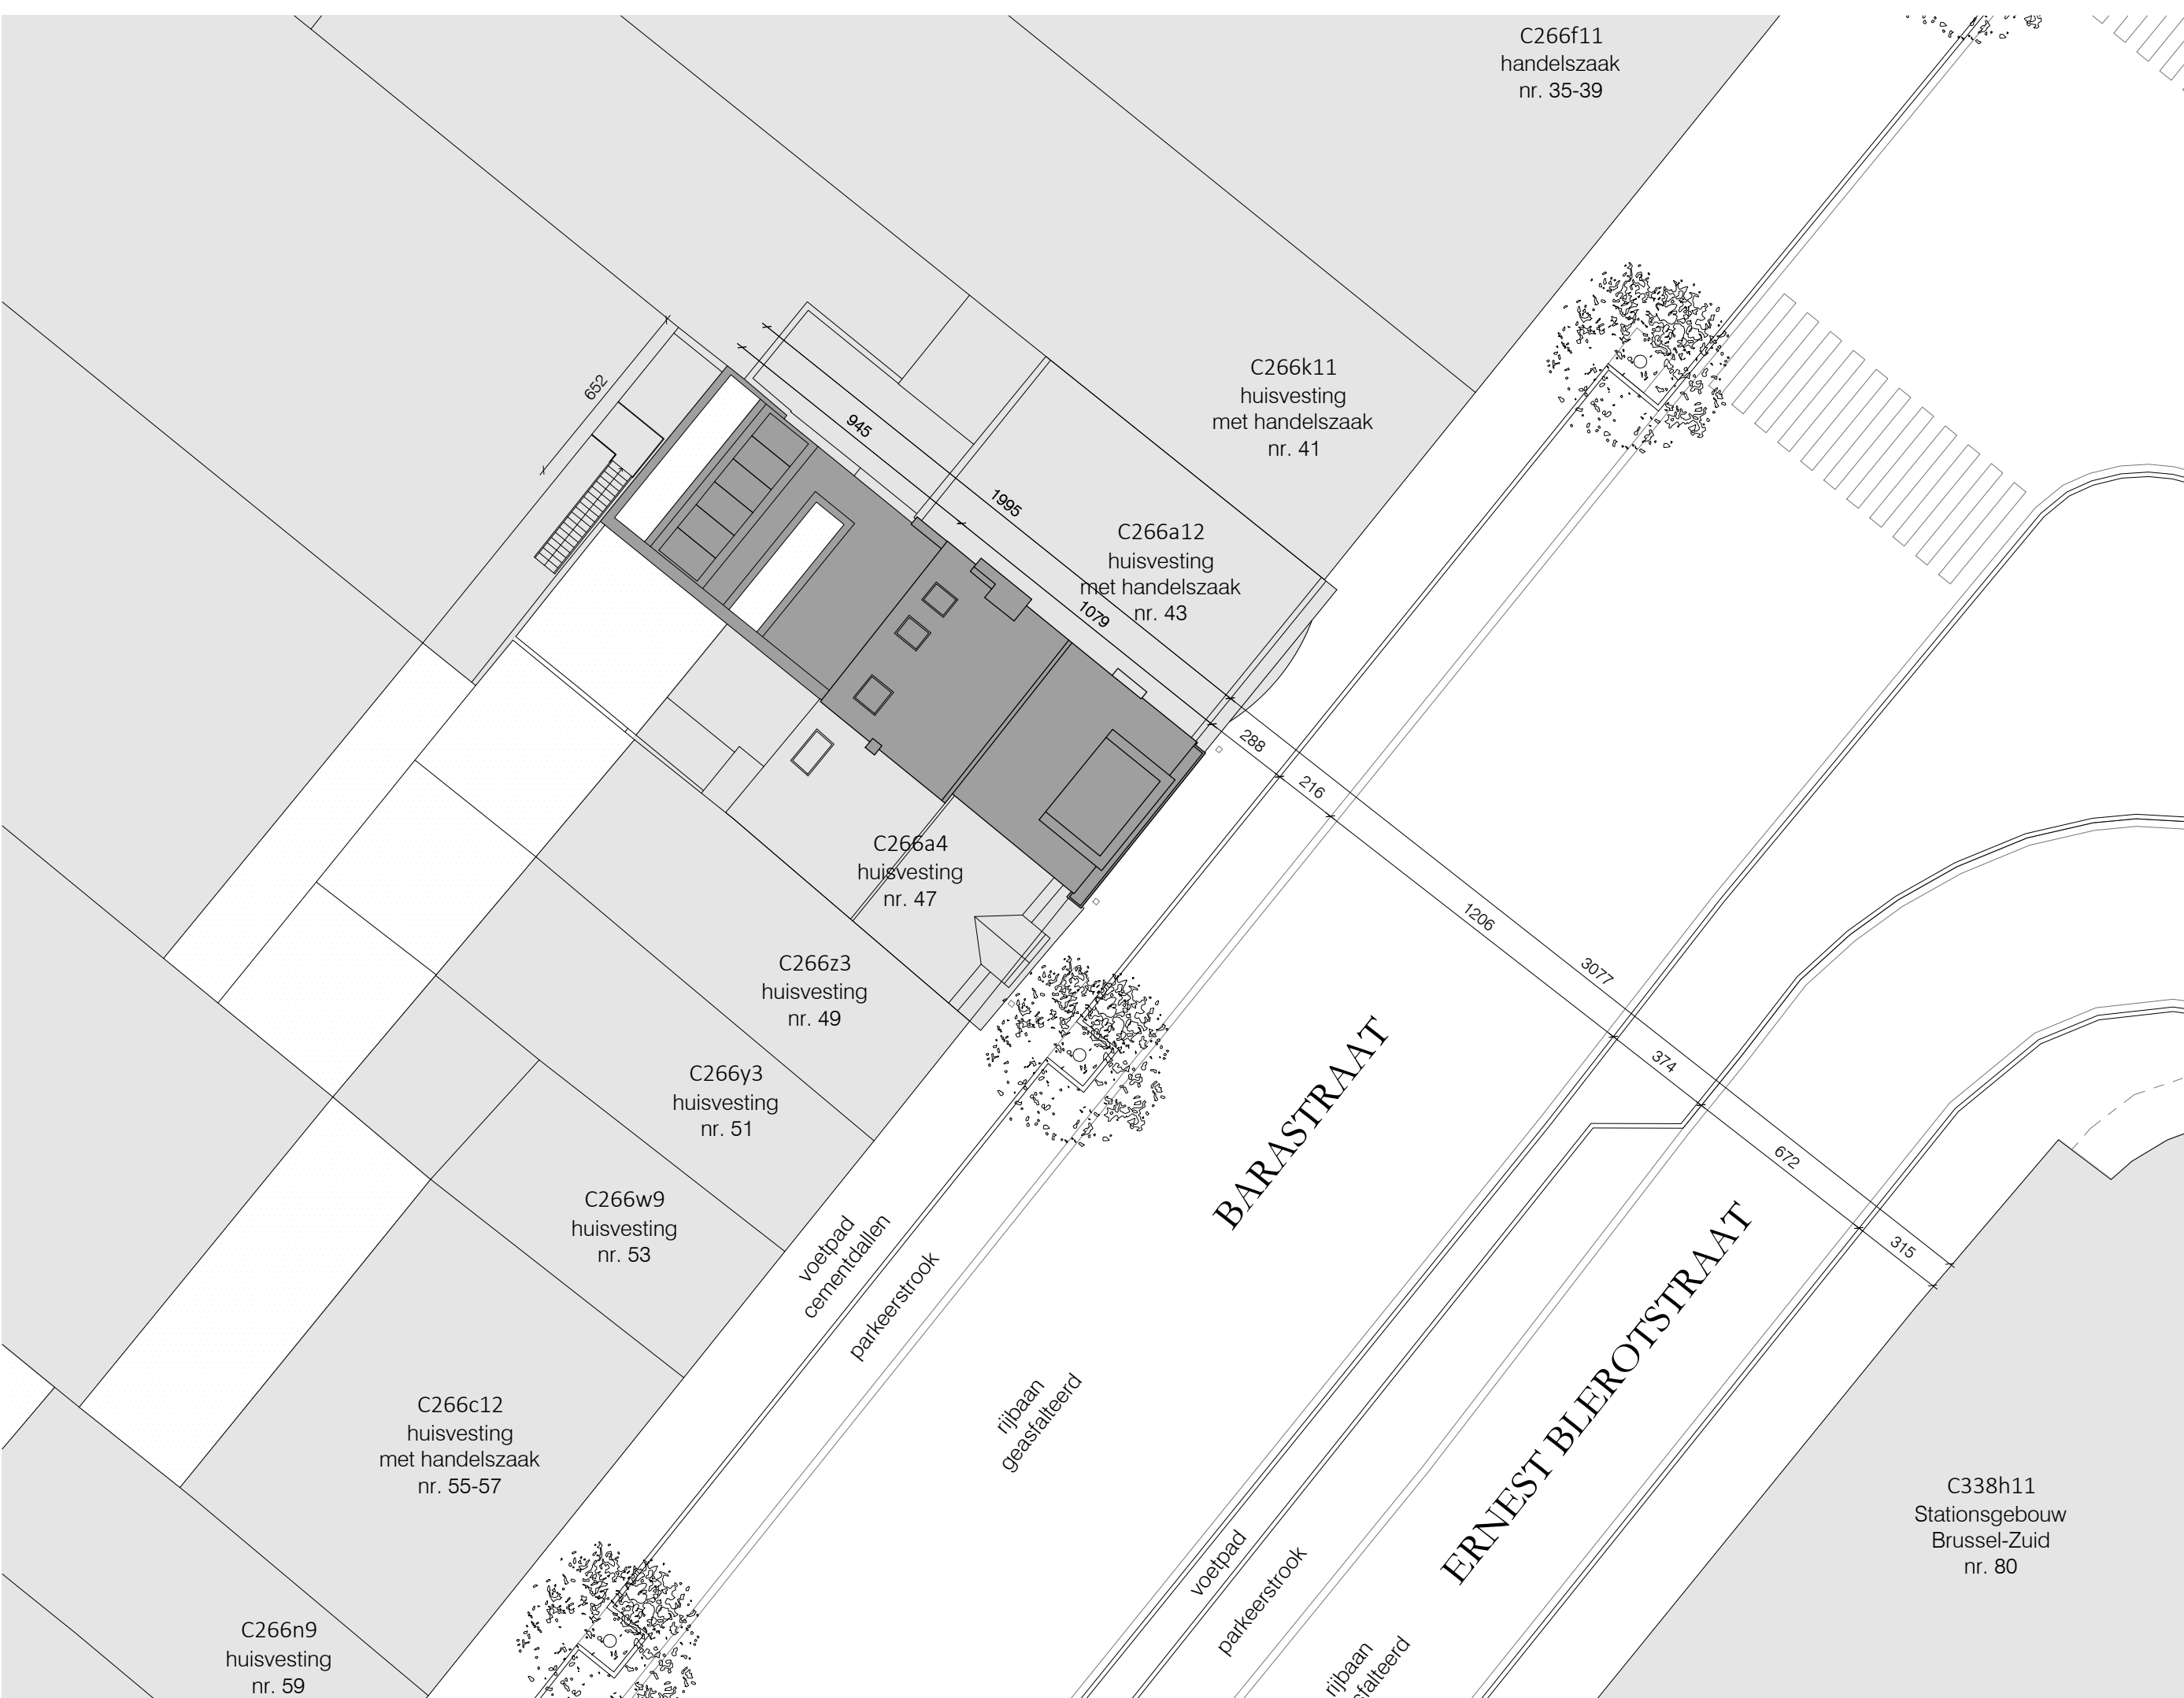 C266f11
handelszaak
nr. 35-39
C266k11
huisvesting
met handelszaak
nr. 41
652
945
1995
C266a12
huisvesting
met handelszaak
nr. 43
1079
288
216
C266a4
huisvesting
nr. 47
1206
3077
374
672
315
C266z3
huisvesting
nr. 49
C266y3
huisvesting
nr. 51
C266w9
huisvesting
nr. 53
voetpad
cementdallen
parkeerstrook
BARASTRAAT
rijbaan
geasfalteerd
ERNEST BLEROTSTRAAT
C266c12
huisvesting
met handelszaak
nr. 55-57
C338h11
Stationsgebouw
Brussel-Zuid
nr. 80
voetpad
parkeerstrook
rijbaan
sfalteerd
C266n9
huisvesting
nr. 59